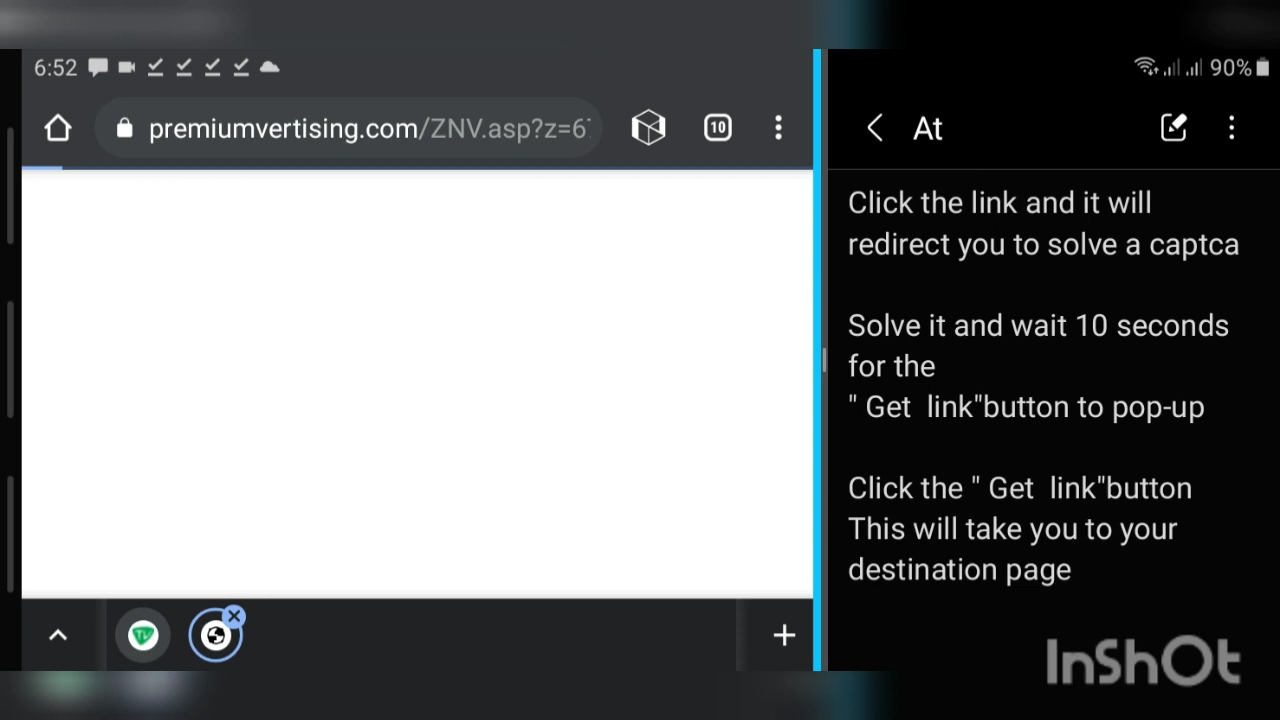 6:52
90%
premiumvertising.com/ZNV.asp?z=6
10
At
Click the link and it will
redirect you to solve a captca
Solve it and wait 10 seconds
for the
" Get  link"button to pop-up
Click the " Get  link"button
This will take you to your
destination page
TV
InShOt